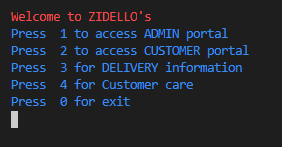 Welcome to ZIDELLO's
Press  1 to access ADMIN portal
Press  2 to access CUSTOMER portal
Press  3 for DELIVERY information
Press  4 for Customer care
Press  0 for exit